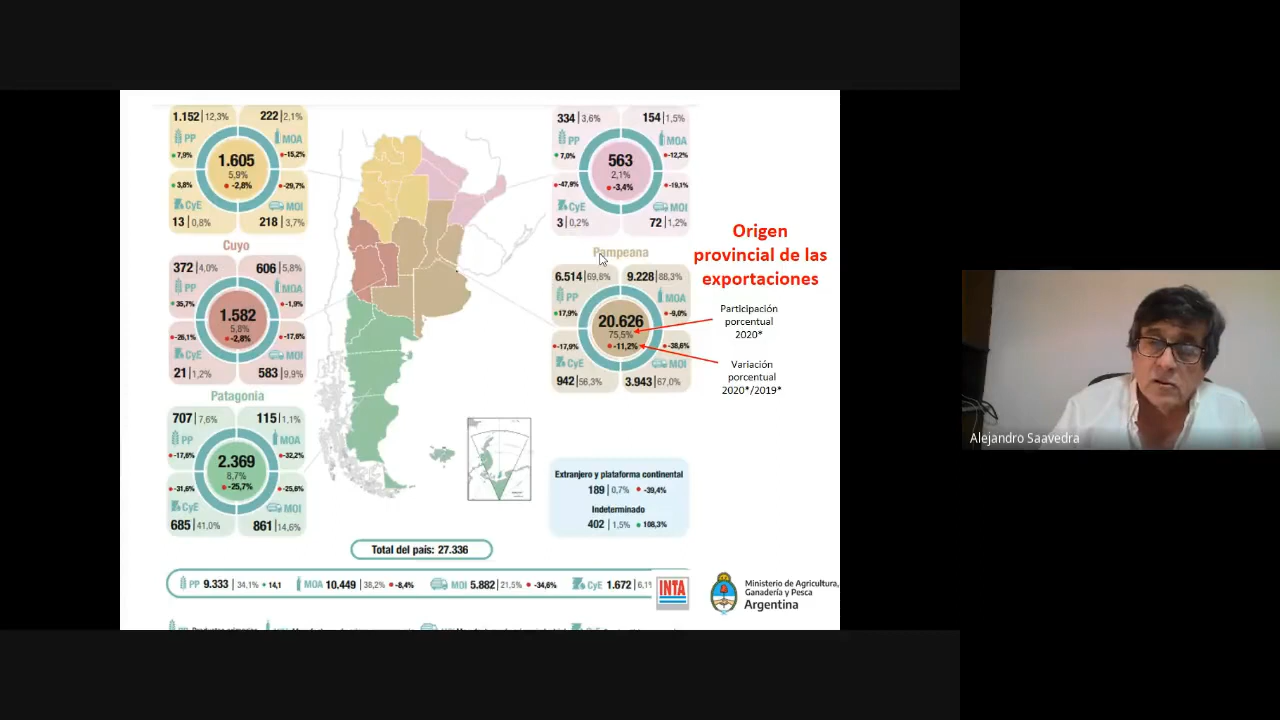 1.152 | 12,3% 222 | 2,1%
PP MOA
7,9% -15,2%
1.605
5,9%
-2,8%
3,8% -29,7%
CyE MOI
13 | 0,8% 218 | 3,7%
Cuyo
372 | 4,0% 606 | 5,8%
PP MOA
35,7% -1,9%
1.582
5,8%
-2,8%
-26,1% -17,6%
CyE MOI
21 | 1,2% 583 | 9,9%
Patagonia
707 | 7,6% 115 | 1,1%
PP MOA
-17,6% -32,2%
2.369
8,7%
-25,7%
-31,6% -25,6%
CyE MOI
685 | 41,0% 861 | 14,6%
334 | 3,6% 154 | 1,5%
PP MOA
7,0% -12,2%
563
2,1%
-3,4%
-47,9% -19,1%
CyE MOI
3 | 0,2% 72 | 1,2%
Pampeana
6.514 | 69,8% 9.228 | 88,3%
PP MOA
17,9% -9,0%
20.626
75,5%
-11,2%
-17,9% -38,6%
CyE MOI
942 | 56,3% 3.943 | 67,0%
Origen
provincial de las
exportaciones
Participación
porcentual
2020*
Variación
porcentual
2020*/2019*
Extranjero y plataforma continental
189 | 0,7% -39,4%
Indeterminado
402 | 1,5% 108,3%
Total del país: 27.336
PP 9.333 | 34,1% 14,1 MOA 10.449 | 38,2% -8,4% MOI 5.882 | 21,5% -34,6% CyE 1.672 | 6,1%
INTA
Ministerio de Agricultura,
Ganadería y Pesca
Argentina
Alejandro Saavedra